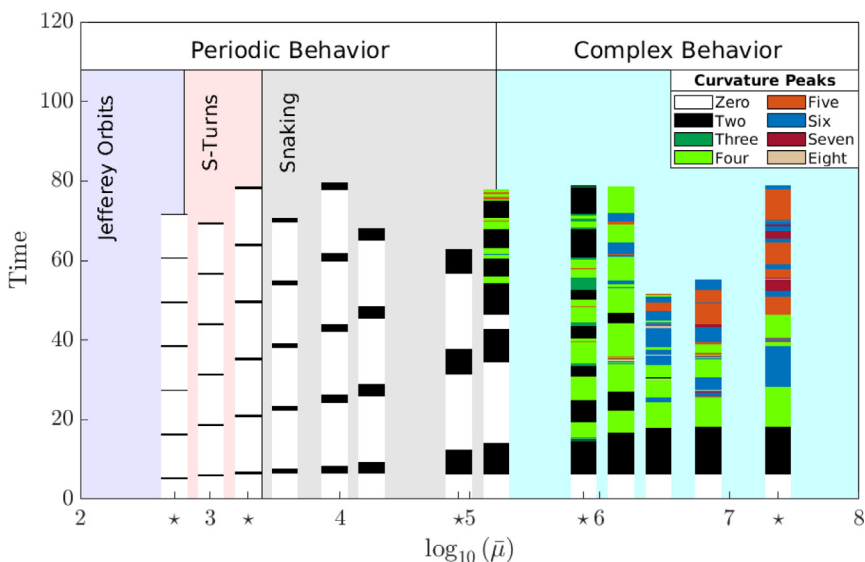 Periodic Behavior
Complex Behavior
Curvature Peaks
Zero
Five
Two
Six
Three
Seven
Four
Eight
Jefferey Orbits
S-Turns
Snaking
Time
120
100
80
60
40
20
0
2 ⋆ 3 ⋆ 4 ⋆5 ⋆6 7 ⋆ 8
log₁₀ (μ̄)